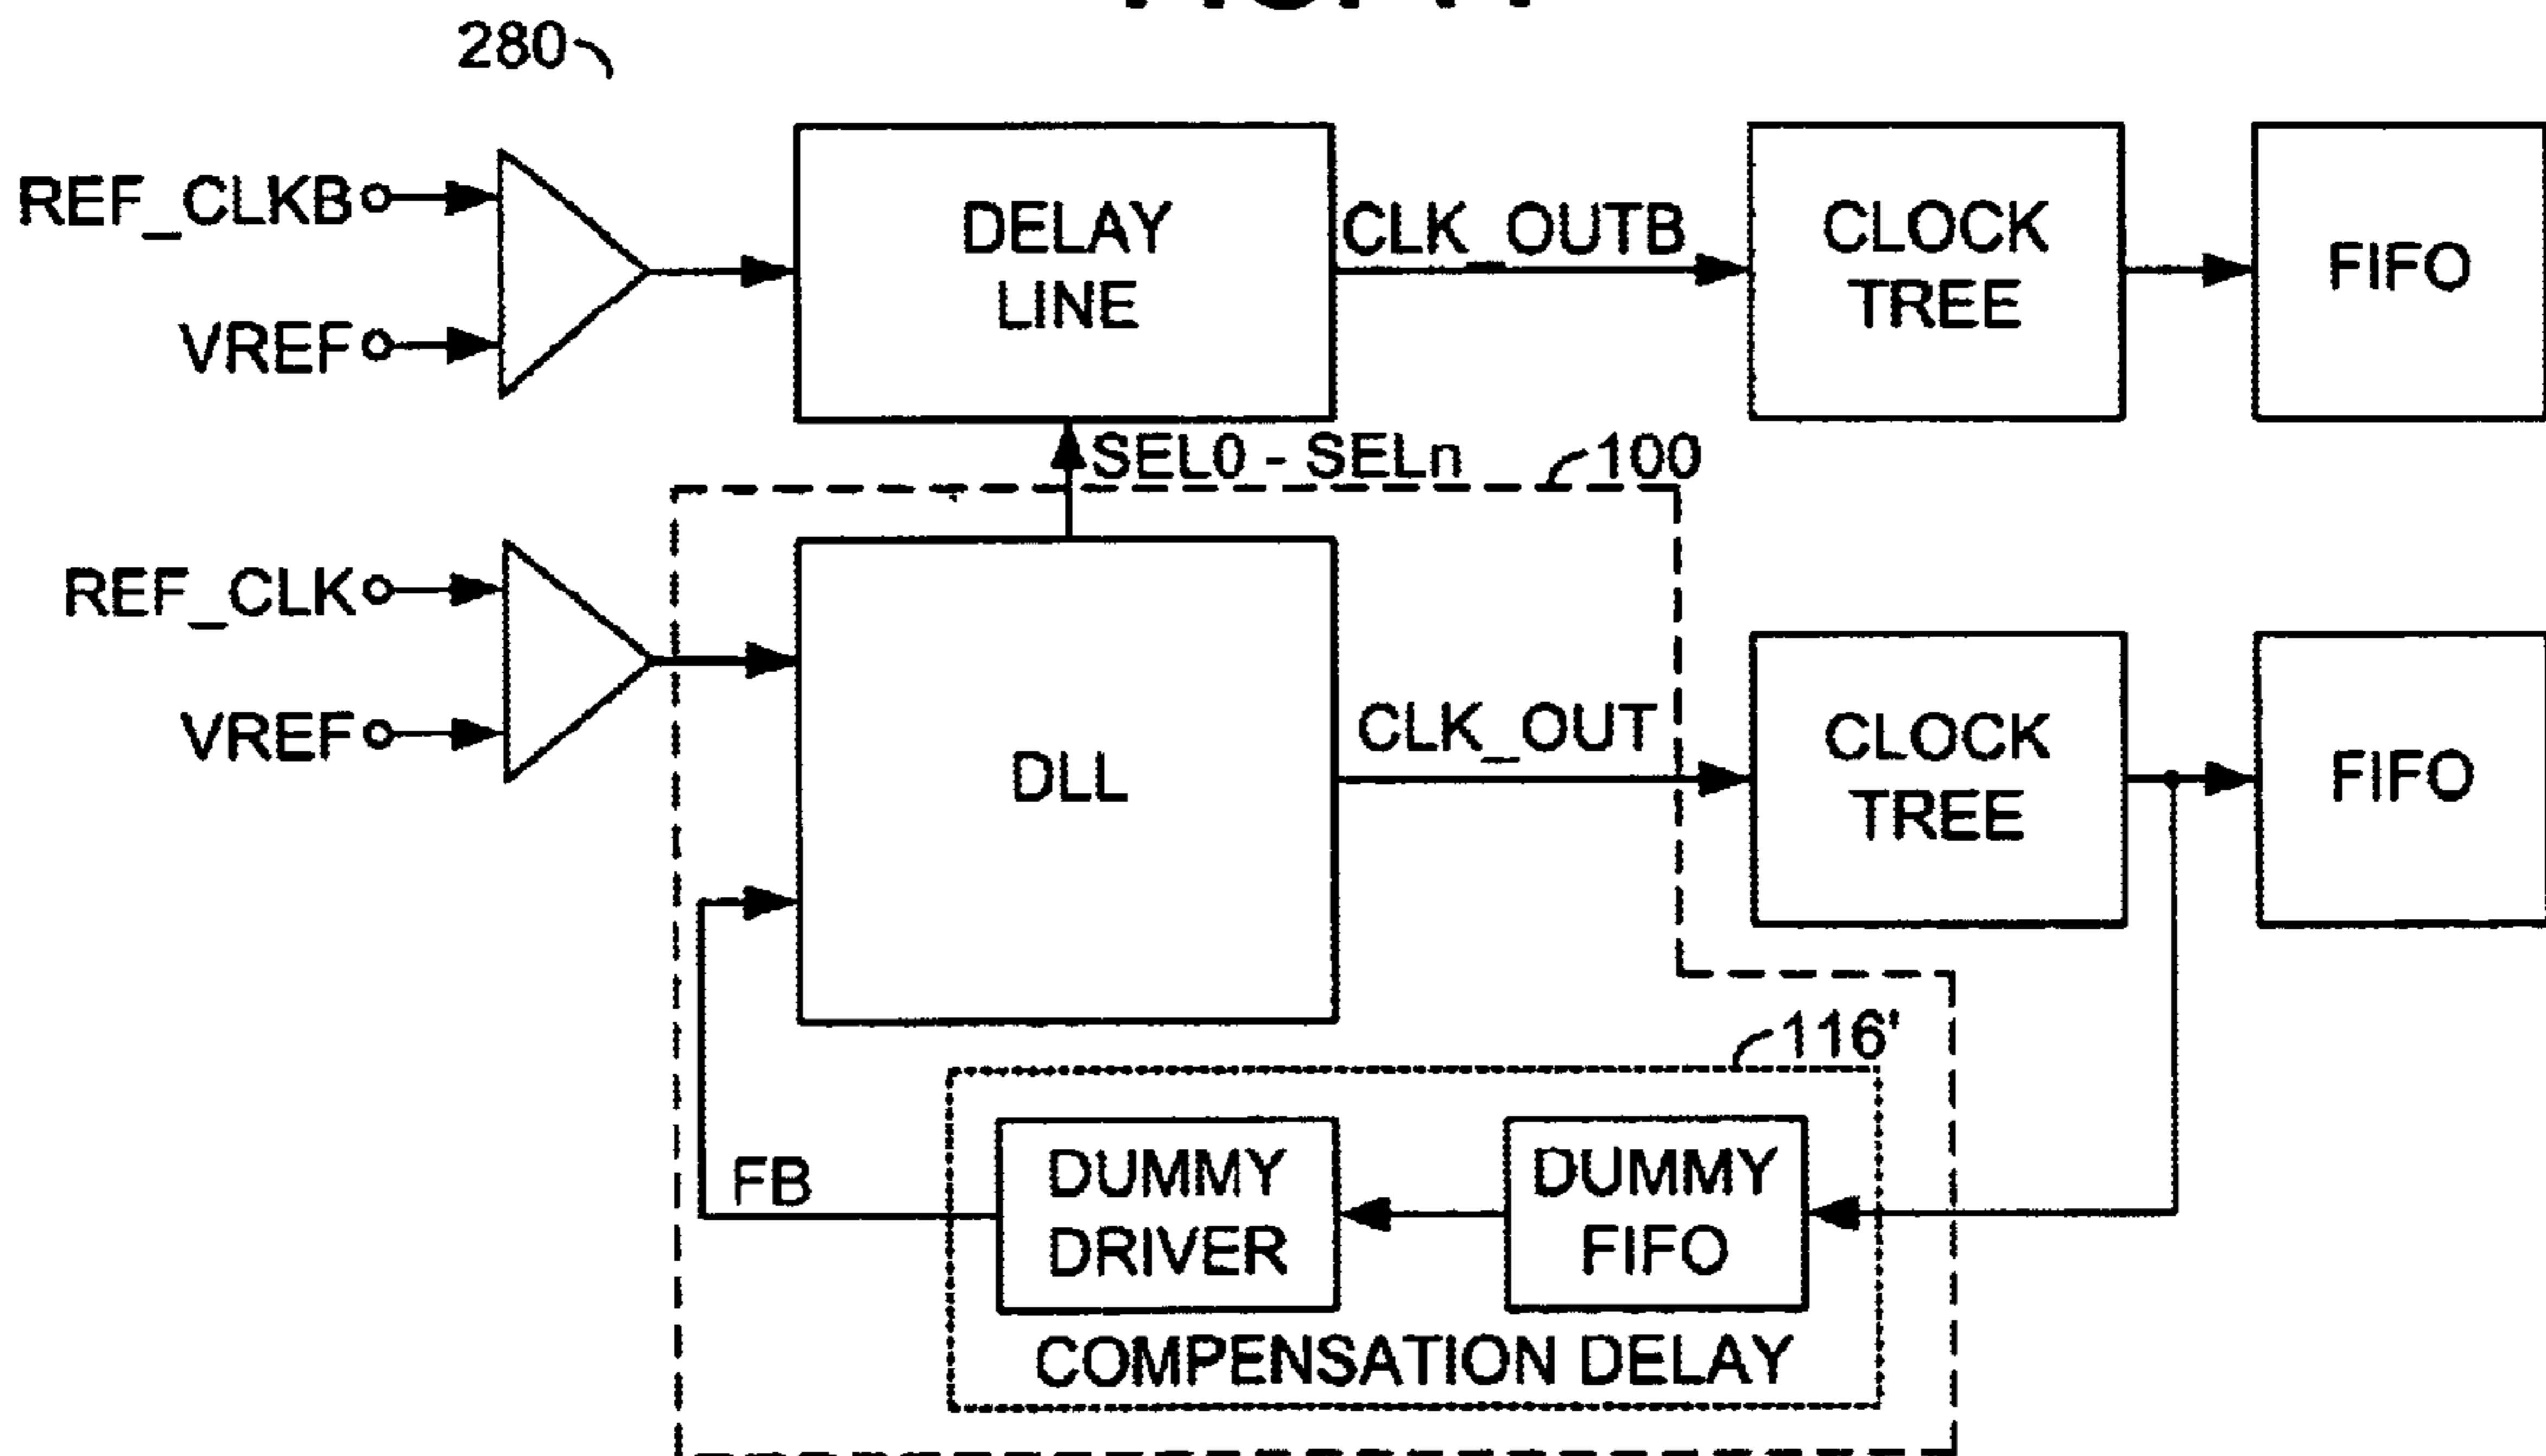 280
REF_CLKB
VREF
DELAY
LINE
CLK_OUTB
CLOCK
TREE
FIFO
SEL0 - SELn
100
REF_CLK
VREF
DLL
CLK_OUT
CLOCK
TREE
FIFO
116'
FB
DUMMY
DRIVER
DUMMY
FIFO
COMPENSATION DELAY